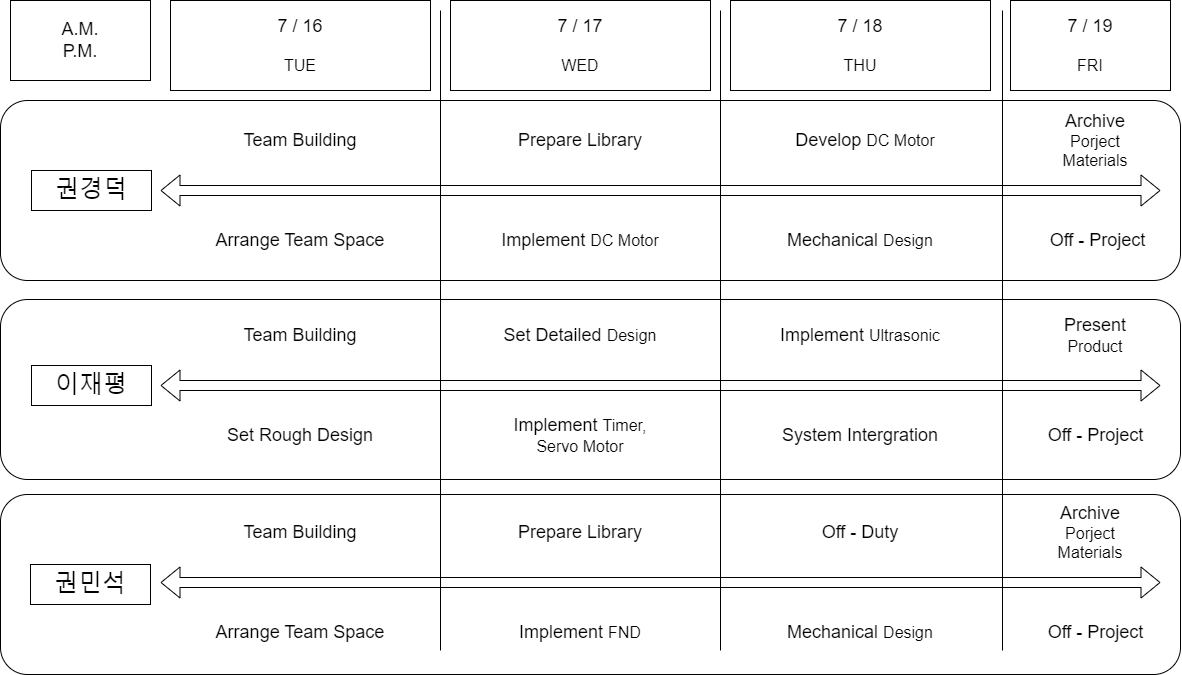 A.M.
P.M.
7 / 16
TUE
7 / 17
WED
7 / 18
THU
7 / 19
FRI
권경덕
Team Building
Prepare Library
Develop DC Motor
Archive
Porject
Materials
Arrange Team Space
Implement DC Motor
Mechanical Design
Off - Project
이재평
Team Building
Set Detailed Design
Implement Ultrasonic
Present
Product
Set Rough Design
Implement Timer,
Servo Motor
System Intergration
Off - Project
권민석
Team Building
Prepare Library
Off - Duty
Archive
Porject
Materials
Arrange Team Space
Implement FND
Mechanical Design
Off - Project